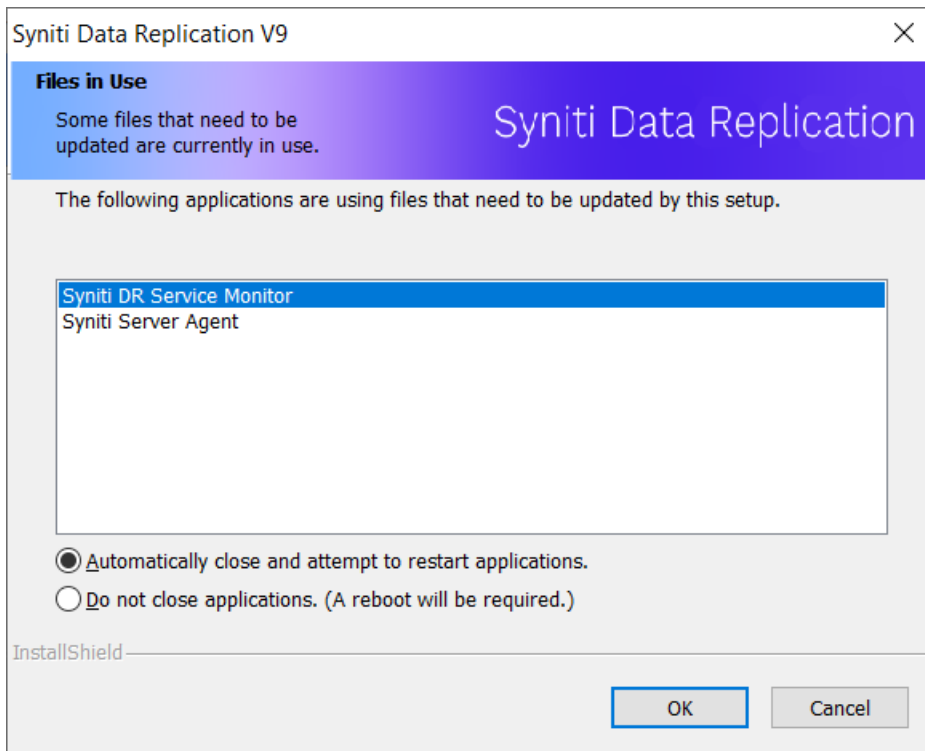 Syniti Data Replication V9
Files in Use
Some files that need to be
updated are currently in use.
Syniti Data Replication
The following applications are using files that need to be updated by this setup.
Syniti DR Service Monitor
Syniti Server Agent
Automatically close and attempt to restart applications.
Do not close applications. (A reboot will be required.)
InstallShield
OK
Cancel